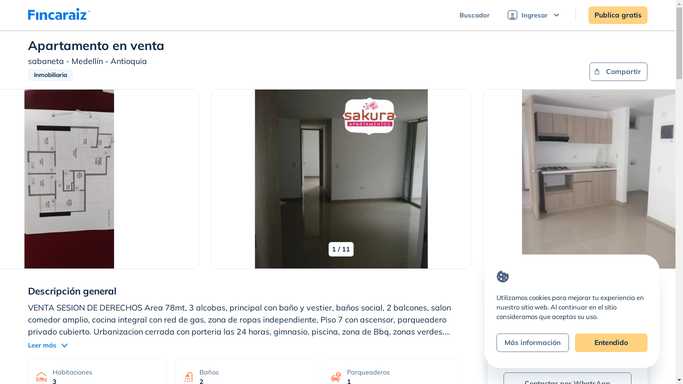 Fincaraiz
Buscador
Ingresar
Publica gratis
Apartamento en venta
sabaneta - Medellín - Antioquia
Inmobiliaria
Compartir
sakura
APARTAMENTOS
1 / 11
Descripción general
VENTA SESION DE DERECHOS Area 78mt, 3 alcobas, principal con baño y vestier, baños social, 2 balcones, salon
comedor amplio, cocina integral con red de gas, zona de ropas independiente, Piso 7 con ascensor, parqueadero
privado cubierto. Urbanizacion cerrada con porteria las 24 horas, gimnasio, piscina, zona de Bbq, zonas verdes,...
Leer más
Habitaciones
3
Baños
2
Parqueaderos
1
Utilizamos cookies para mejorar tu experiencia en
nuestro sitio web. Al continuar en el sitio
consideramos que aceptas su uso.
Más información
Entendido
Contactar por WhatsApp